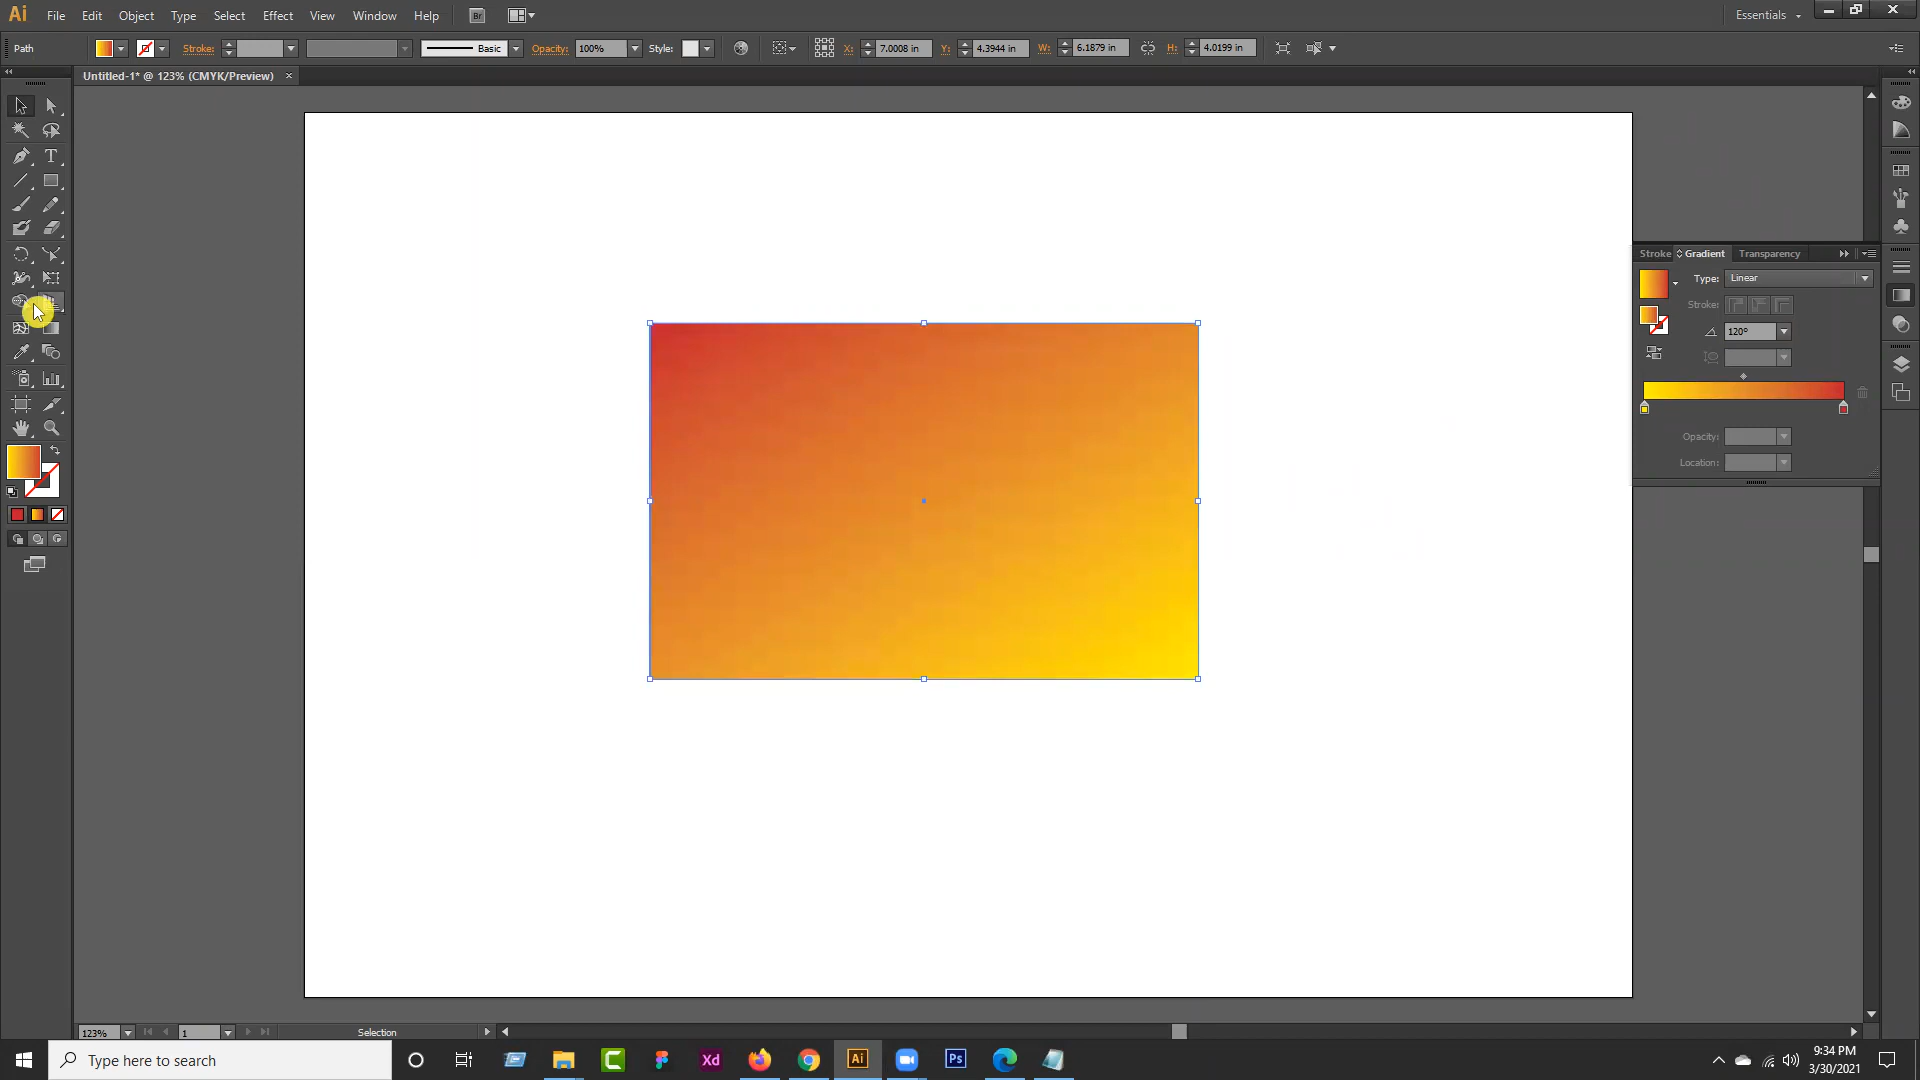 Ai File Edit Object Type Select Effect View Window Help Br Essentials
Path Stroke: Basic Opacity: 100% Style: X: 7.0008 in Y: 4.3944 in W: 6.1879 in H: 4.0199 in
Untitled-1* @ 123% (CMYK/Preview)
T
Stroke Gradient Transparency
Type: Linear
Stroke:
120°
Opacity:
Location:
123% 1 Selection
Type here to search Xd Ai Ps 9:34 PM
3/30/2021